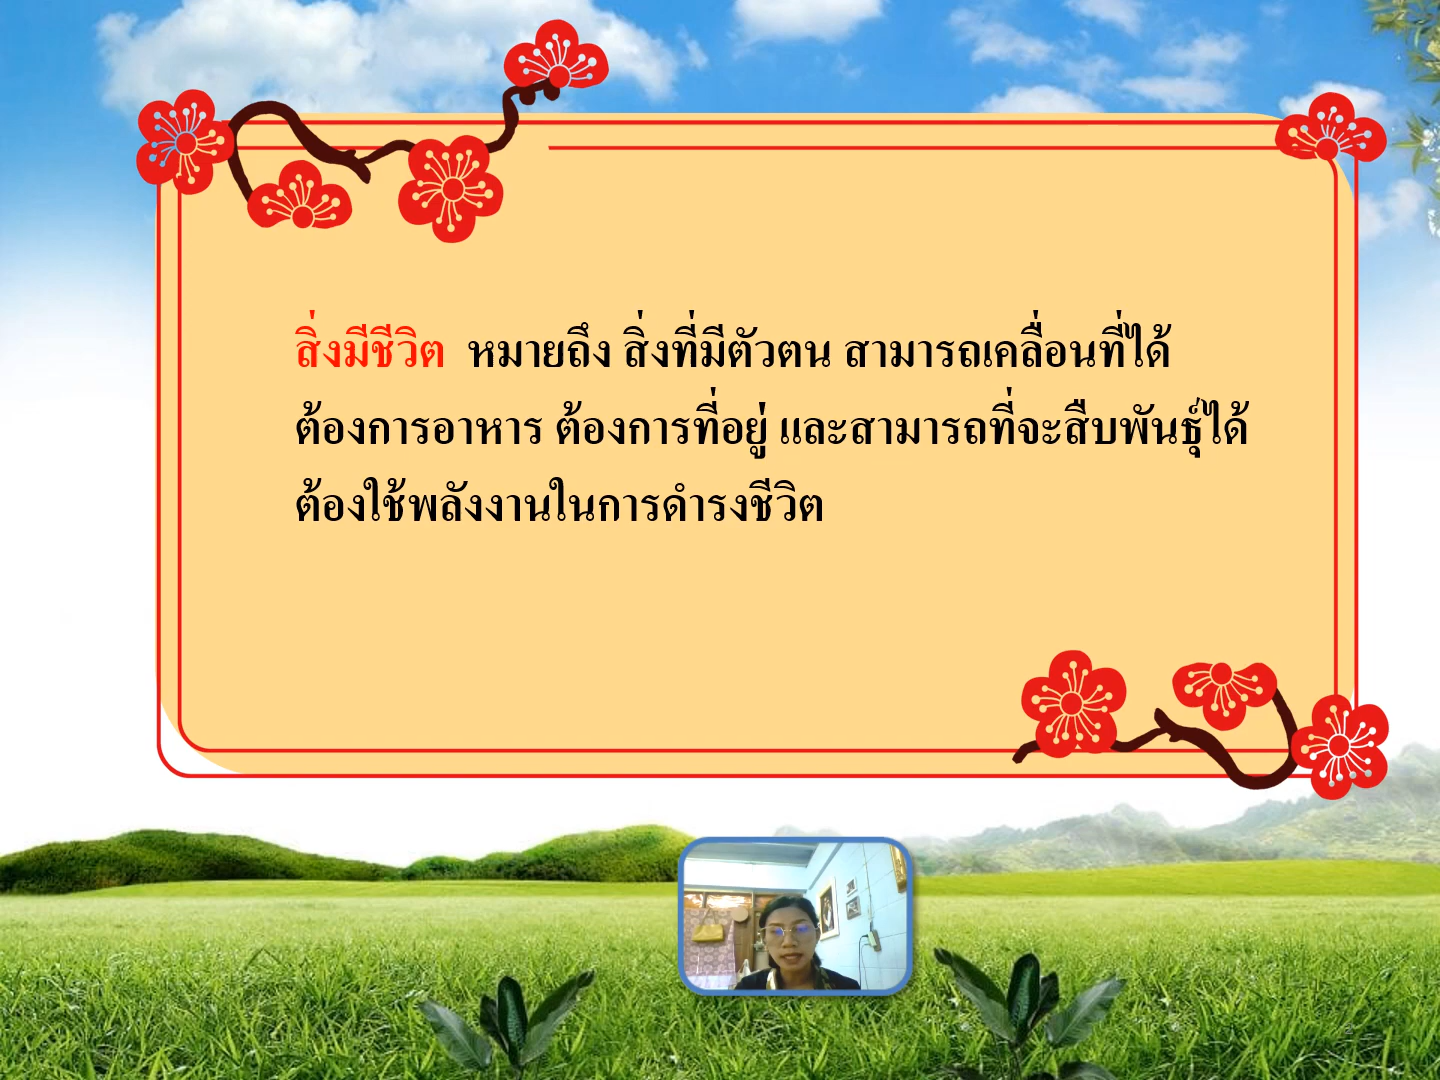 สิ่งมีชีวิต หมายถึง สิ่งที่มีตัวตน สามารถเคลื่อนที่ได้
ต้องการอาหาร ต้องการที่อยู่ และสามารถที่จะสืบพันธุ์ได้
ต้องใช้พลังงานในการดำรงชีวิต